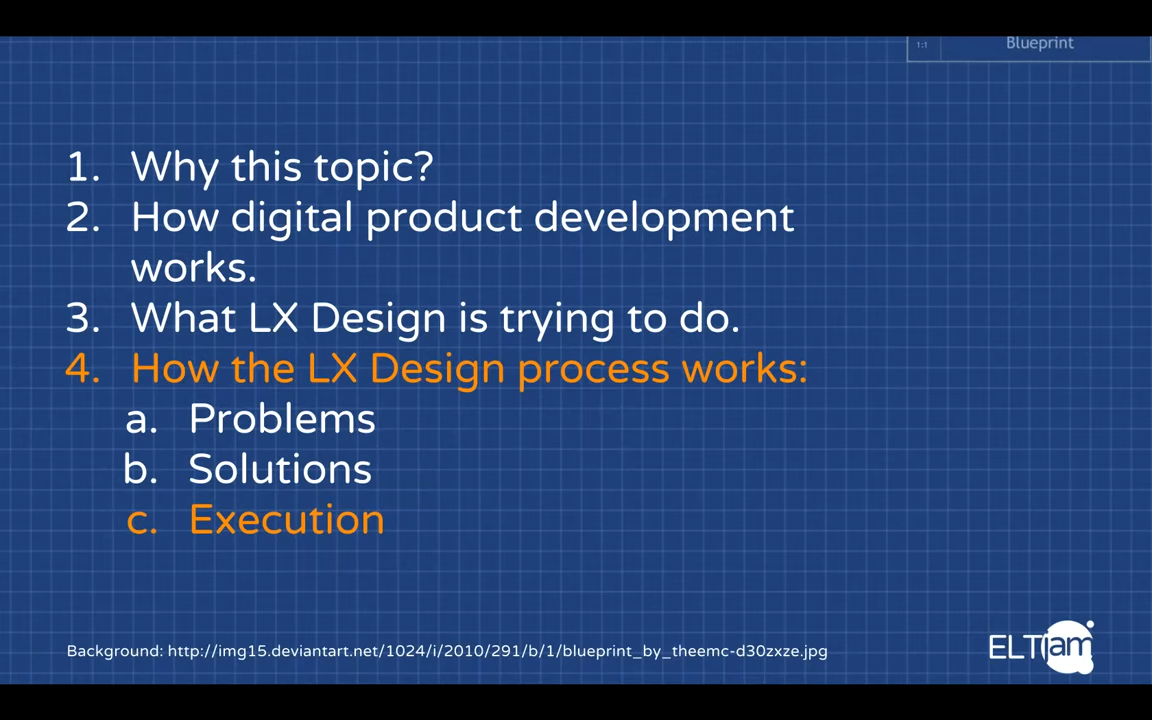 1:1 Blueprint
1. Why this topic?
2. How digital product development
works.
3. What LX Design is trying to do.
4. How the LX Design process works:
a. Problems
b. Solutions
c. Execution
Background: http://img15.deviantart.net/1024/i/2010/291/b/1/blueprint_by_theemc-d30zxze.jpg
ELTjam